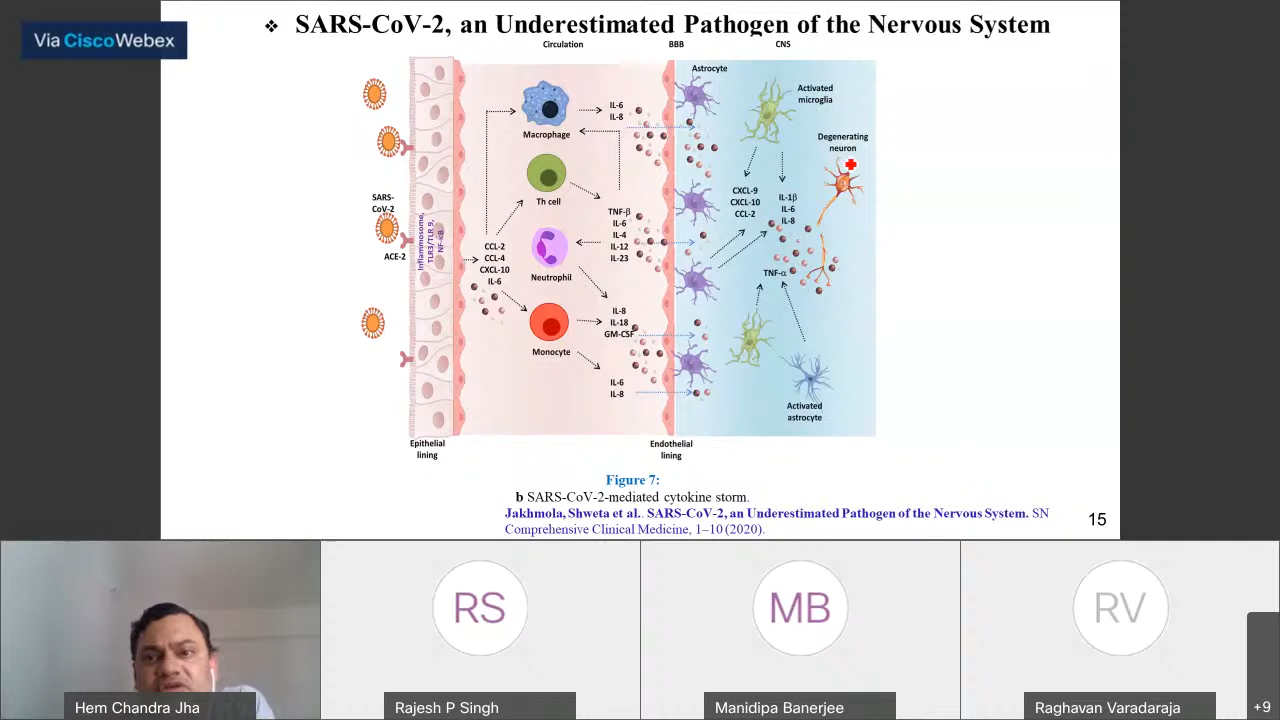 Via CiscoWebex
❖ SARS-CoV-2, an Underestimated Pathogen of the Nervous System
Circulation
BBB
CNS
Astrocyte
Activated
microglia
Degenerating
neuron
Macrophage
IL-6
IL-8
Th cell
SARS-
CoV-2
ACE-2
Inflammosome,
TLR3/TLR 9,
NF-κB
CCL-2
CCL-4
CXCL-10
IL-6
TNF-β
IL-6
IL-4
IL-12
IL-23
Neutrophil
CXCL-9
CXCL-10
CCL-2
IL-1β
IL-6
IL-8
TNF-α
IL-8
IL-18
GM-CSF
Monocyte
IL-6
IL-8
Activated
astrocyte
Epithelial
lining
Endothelial
lining
Figure 7:
b SARS-CoV-2-mediated cytokine storm.
Jakhmola, Shweta et al.. SARS-CoV-2, an Underestimated Pathogen of the Nervous System. SN
Comprehensive Clinical Medicine, 1–10 (2020).
15
RS
MB
RV
Hem Chandra Jha
Rajesh P Singh
Manidipa Banerjee
Raghavan Varadaraja
+9